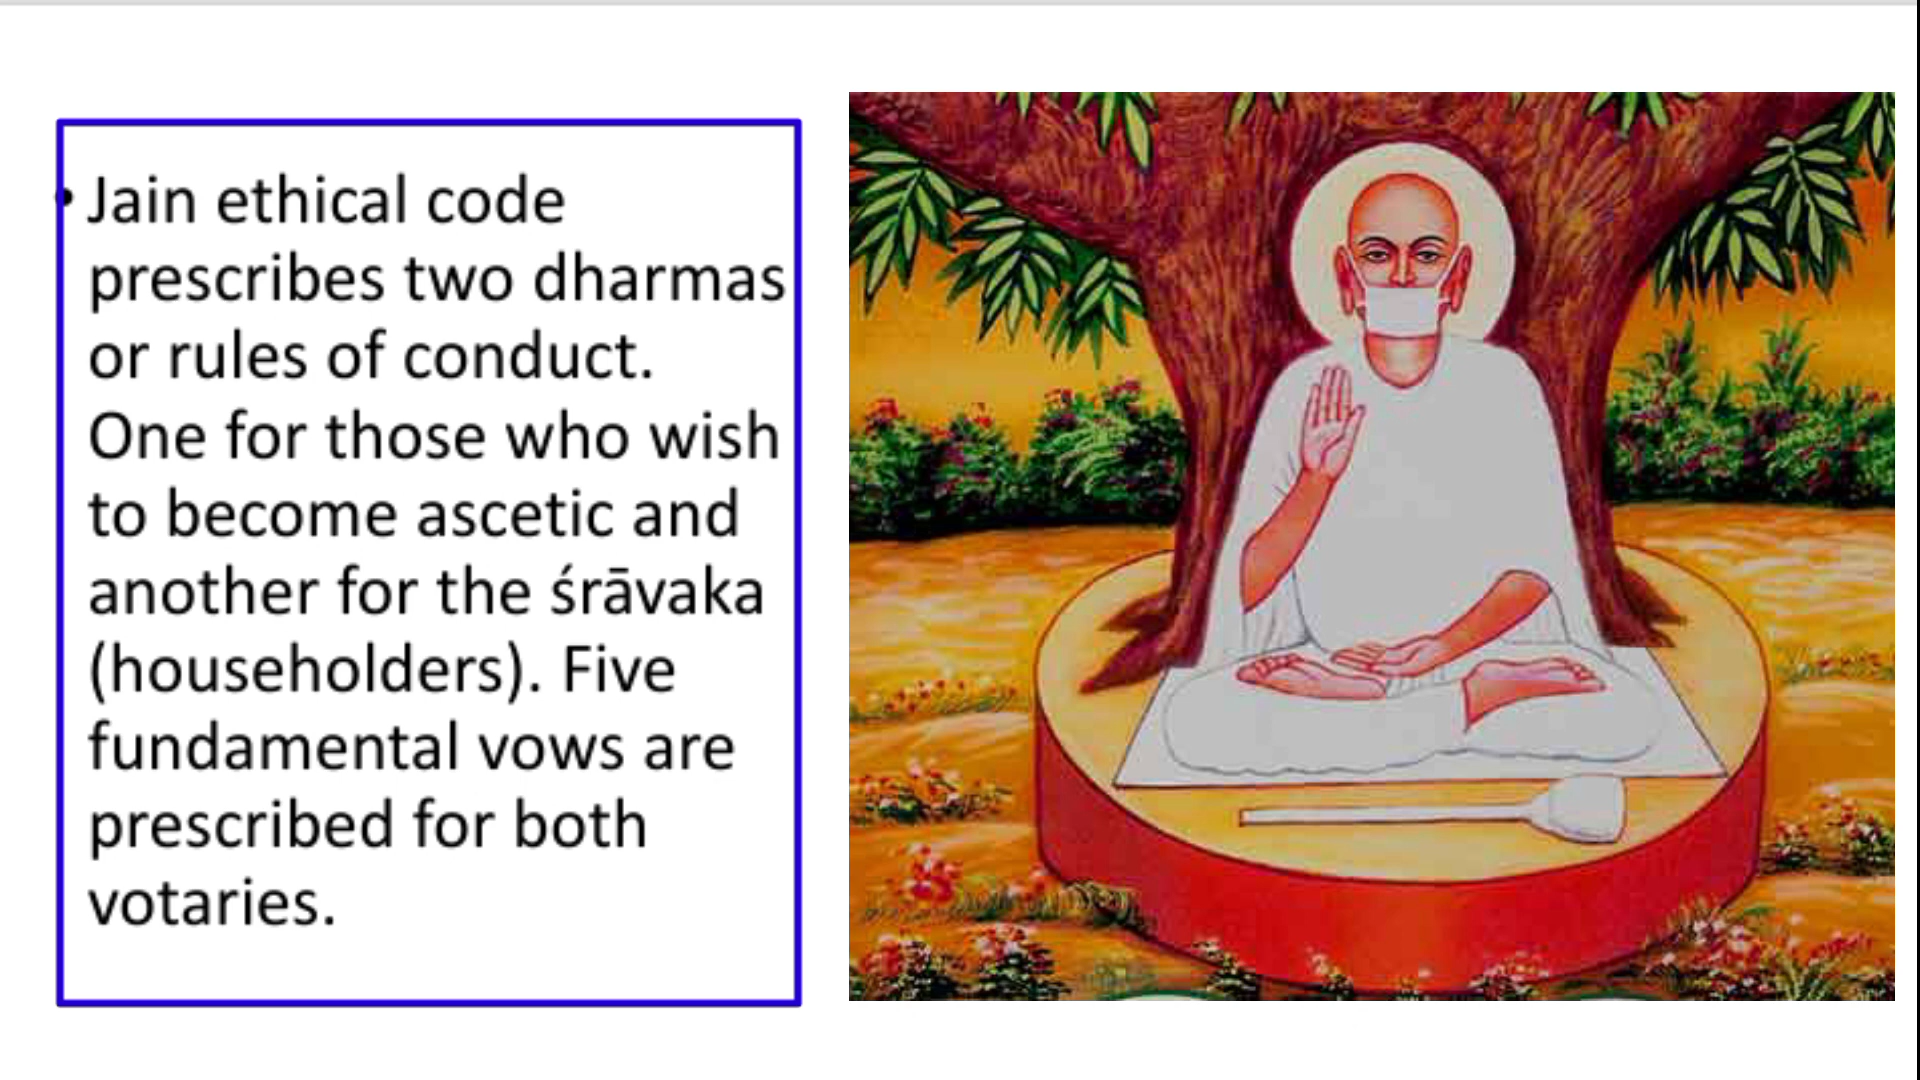 • Jain ethical code
prescribes two dharmas
or rules of conduct.
One for those who wish
to become ascetic and
another for the śrāvaka
(householders). Five
fundamental vows are
prescribed for both
votaries.